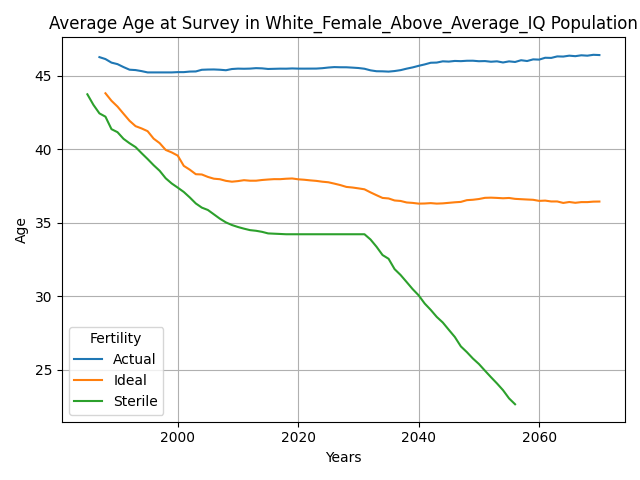 Average Age at Survey in White_Female_Above_Average_IQ Population
45
40
35
30
25
Age
Fertility
Actual
Ideal
Sterile
2000
2020
2040
2060
Years